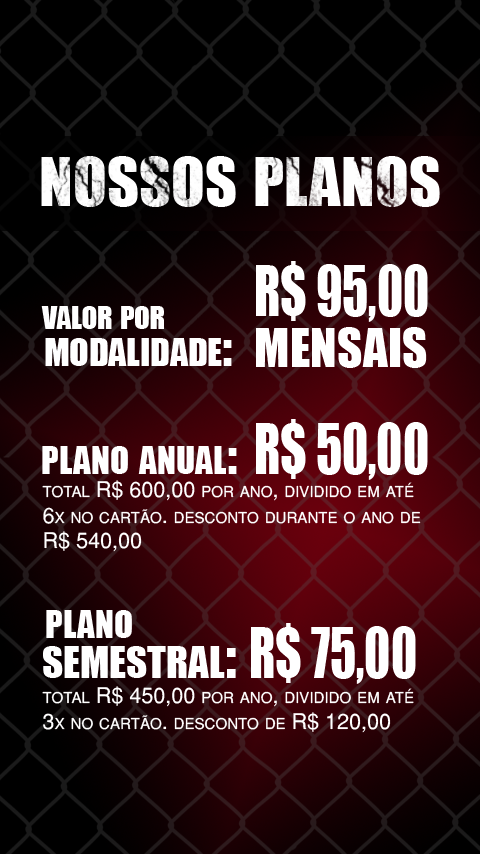 NOSSOS PLANOS
VALOR POR
MODALIDADE:
R$ 95,00
MENSAIS
PLANO ANUAL: R$ 50,00
TOTAL R$ 600,00 POR ANO, DIVIDIDO EM ATÉ
6X NO CARTÃO. DESCONTO DURANTE O ANO DE
R$ 540,00
PLANO
SEMESTRAL: R$ 75,00
TOTAL R$ 450,00 POR ANO, DIVIDIDO EM ATÉ
3X NO CARTÃO. DESCONTO DE R$ 120,00